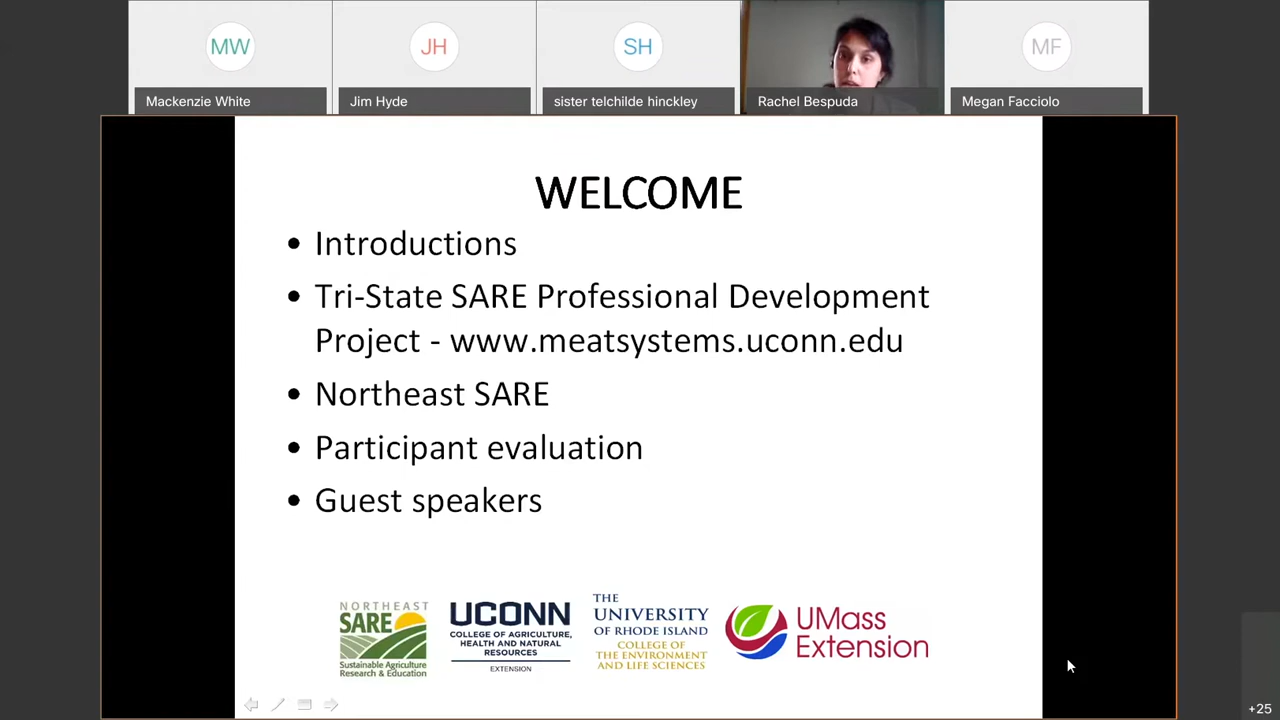 MW
JH
SH
MF
Mackenzie White
Jim Hyde
sister telchilde hinckley
Rachel Bespuda
Megan Facciolo
WELCOME
• Introductions
• Tri-State SARE Professional Development
Project - www.meatsystems.uconn.edu
• Northeast SARE
• Participant evaluation
• Guest speakers
NORTHEAST
SARE
Sustainable Agriculture
Research & Education
UCONN
COLLEGE OF AGRICULTURE,
HEALTH AND NATURAL
RESOURCES
EXTENSION
THE
UNIVERSITY
OF RHODE ISLAND
COLLEGE OF
THE ENVIRONMENT
AND LIFE SCIENCES
UMass
Extension
+25